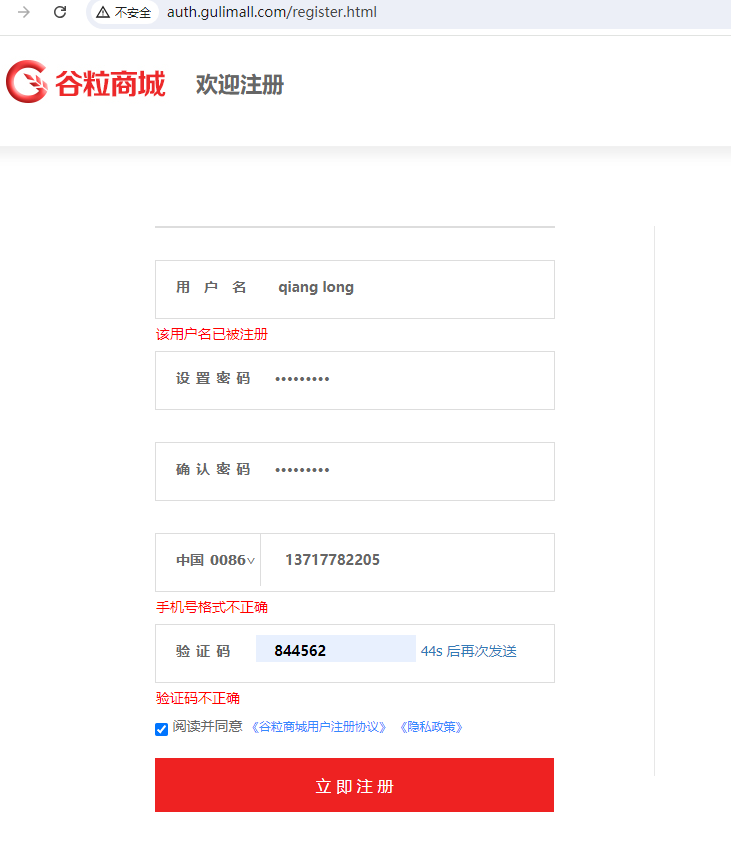 不安全 auth.gulimall.com/register.html
谷粒商城 欢迎注册
用户名 qiang long
该用户名已被注册
设置密码 •••••••••
确认密码 •••••••••
中国 0086 13717782205
手机号格式不正确
验证码 844562 44s 后再次发送
验证码不正确
阅读并同意 《谷粒商城用户注册协议》 《隐私政策》
立即注册